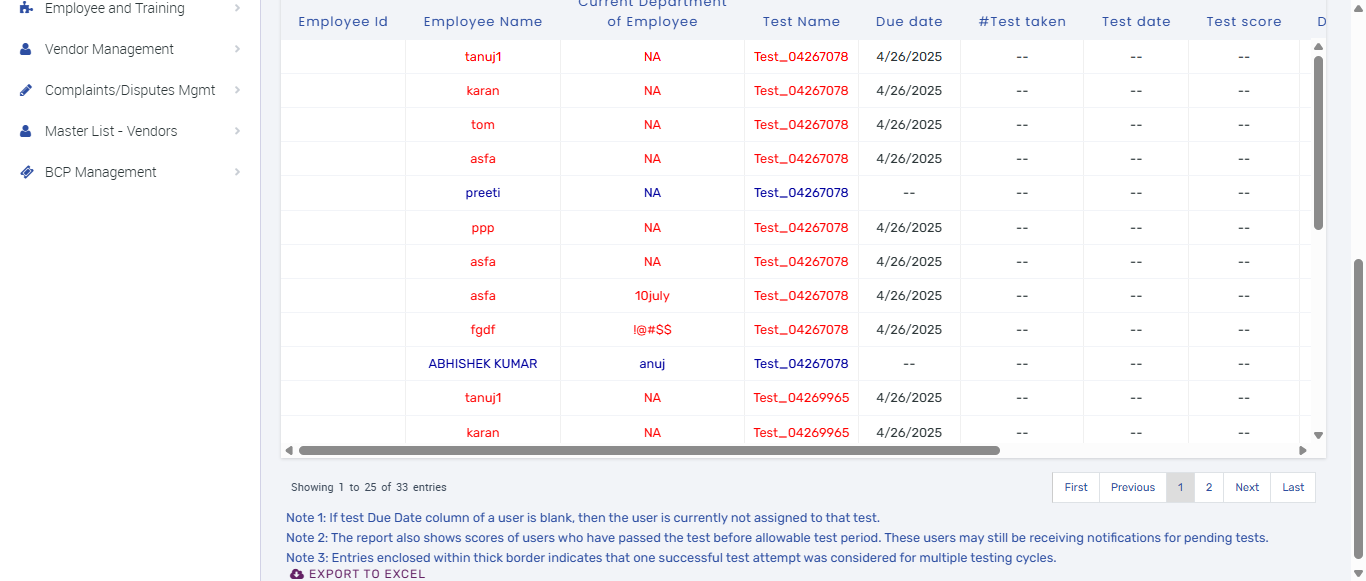 Employee and Training
Vendor Management
Complaints/Disputes Mgmt
Master List - Vendors
BCP Management
Employee Id Employee Name Current Department of Employee Test Name Due date #Test taken Test date Test score D
tanuj1 NA Test_04267078 4/26/2025 -- -- --
karan NA Test_04267078 4/26/2025 -- -- --
tom NA Test_04267078 4/26/2025 -- -- --
asfa NA Test_04267078 4/26/2025 -- -- --
preeti NA Test_04267078 -- -- -- --
ppp NA Test_04267078 4/26/2025 -- -- --
asfa NA Test_04267078 4/26/2025 -- -- --
asfa 10july Test_04267078 4/26/2025 -- -- --
fgdf !@#$$ Test_04267078 4/26/2025 -- -- --
ABHISHEK KUMAR anuj Test_04267078 -- -- -- --
tanuj1 NA Test_04269965 4/26/2025 -- -- --
karan NA Test_04269965 4/26/2025 -- -- --
Showing 1 to 25 of 33 entries
First Previous 1 2 Next Last
Note 1: If test Due Date column of a user is blank, then the user is currently not assigned to that test.
Note 2: The report also shows scores of users who have passed the test before allowable test period. These users may still be receiving notifications for pending tests.
Note 3: Entries enclosed within thick border indicates that one successful test attempt was considered for multiple testing cycles.
EXPORT TO EXCEL